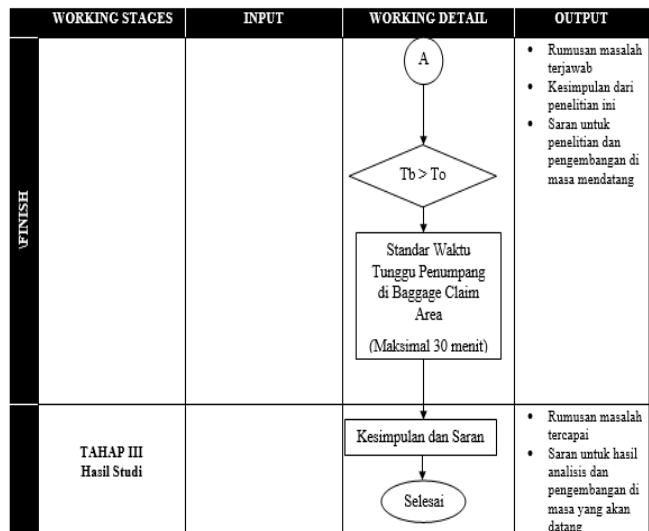 WORKING STAGES INPUT WORKING DETAIL OUTPUT
\FINISH
A
Tb > To
Standar Waktu
Tunggu Penumpang
di Baggage Claim
Area
(Maksimal 30 menit)
• Rumusan masalah
terjawab
• Kesimpulan dari
penelitian ini
• Saran untuk
penelitian dan
pengembangan di
masa mendatang
TAHAP III
Hasil Studi
Kesimpulan dan Saran
Selesai
• Rumusan masalah
tercapai
• Saran untuk hasil
analisis dan
pengembangan di
masa yang akan
datang